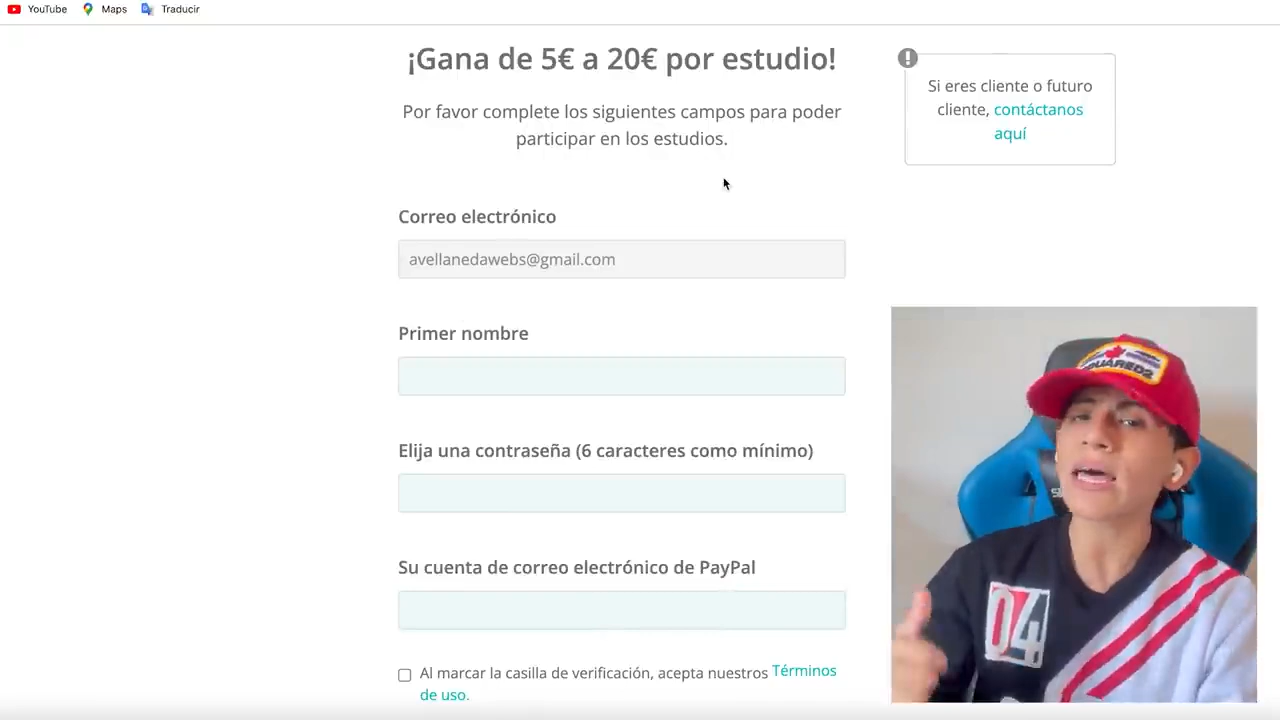 YouTube Maps Traducir
¡Gana de 5€ a 20€ por estudio!
Por favor complete los siguientes campos para poder
participar en los estudios.
Si eres cliente o futuro
cliente, contáctanos
aquí
Correo electrónico
avellanedawebs@gmail.com
Primer nombre
Elija una contraseña (6 caracteres como mínimo)
Su cuenta de correo electrónico de PayPal
Al marcar la casilla de verificación, acepta nuestros Términos
de uso.
04